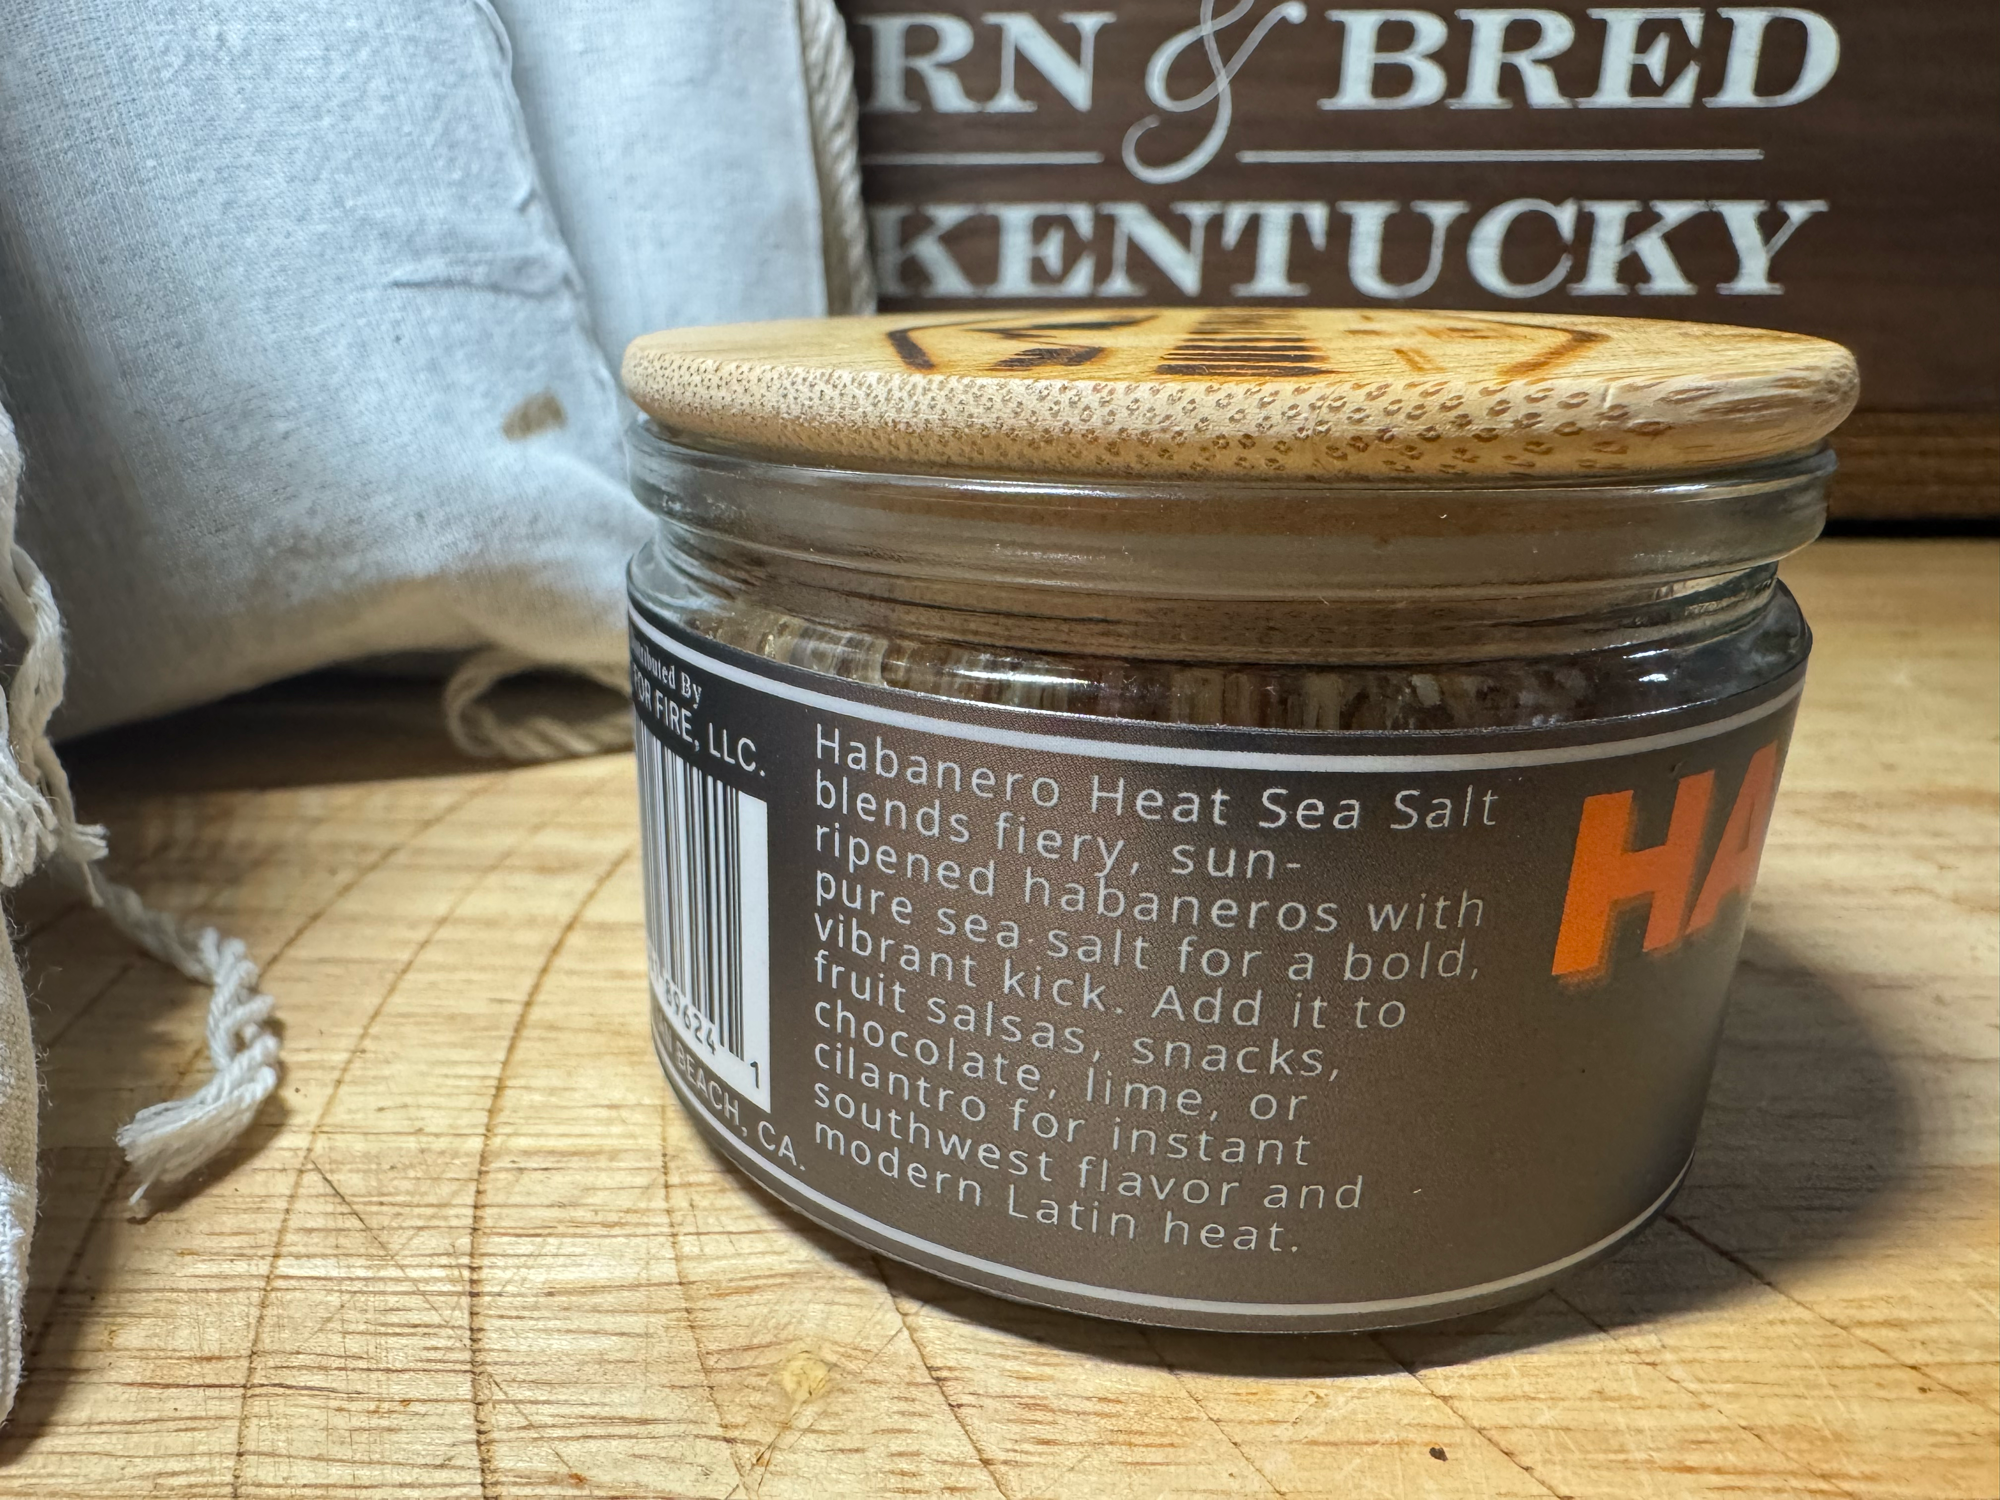 RN & BRED
KENTUCKY
By
FOR FIRE, LLC.
89624 1
BEACH, CA.
Habanero Heat Sea Salt
blends fiery, sun-
ripened habaneros with
pure sea salt for a bold,
vibrant kick. Add it to
fruit salsas, snacks,
chocolate, lime, or
cilantro for instant
southwest flavor and
modern Latin heat.
HA